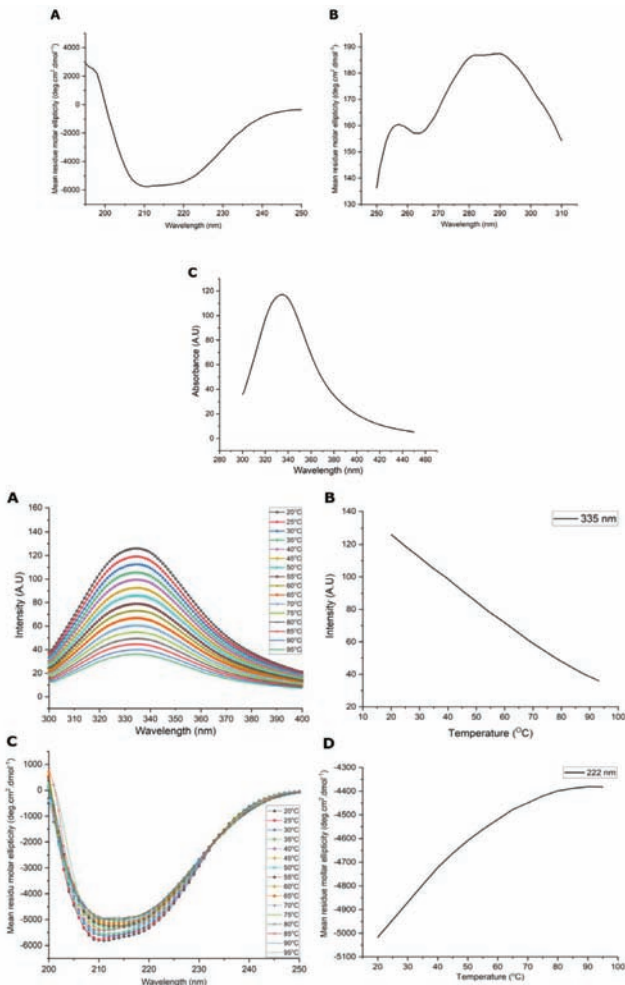 A
Mean residue molar ellipticity (deg.cm².dmol⁻¹)
4000
2000
0
-2000
-4000
-6000
200
210
220
230
240
250
Wavelength (nm)
B
Mean residue molar ellipticity (deg.cm².dmol⁻¹)
190
180
170
160
150
140
130
250
260
270
280
290
300
310
Wavelength (nm)
C
Absorbance (A.U)
120
100
80
60
40
20
0
280
300
320
340
360
380
400
420
440
460
Wavelength (nm)
A
Intensity (A.U)
160
140
120
100
80
60
40
20
0
300
310
320
330
340
350
360
370
380
390
400
Wavelength (nm)
20°C
25°C
30°C
35°C
40°C
45°C
50°C
55°C
60°C
65°C
70°C
75°C
80°C
85°C
90°C
95°C
B
335 nm
Intensity (A.U)
140
120
100
80
60
40
20
10
20
30
40
50
60
70
80
90
100
Temperature (°C)
C
Mean residu molar ellipticity (deg.cm².dmol⁻¹)
1000
0
-1000
-2000
-3000
-4000
-5000
-6000
200
210
220
230
240
250
Wavelength (nm)
20°C
25°C
30°C
35°C
40°C
45°C
50°C
55°C
60°C
65°C
70°C
75°C
80°C
85°C
90°C
95°C
D
222 nm
Mean residue molar ellipticity (deg.cm².dmol⁻¹)
-4300
-4400
-4500
-4600
-4700
-4800
-4900
-5000
-5100
20
30
40
50
60
70
80
90
100
Temperature (°C)